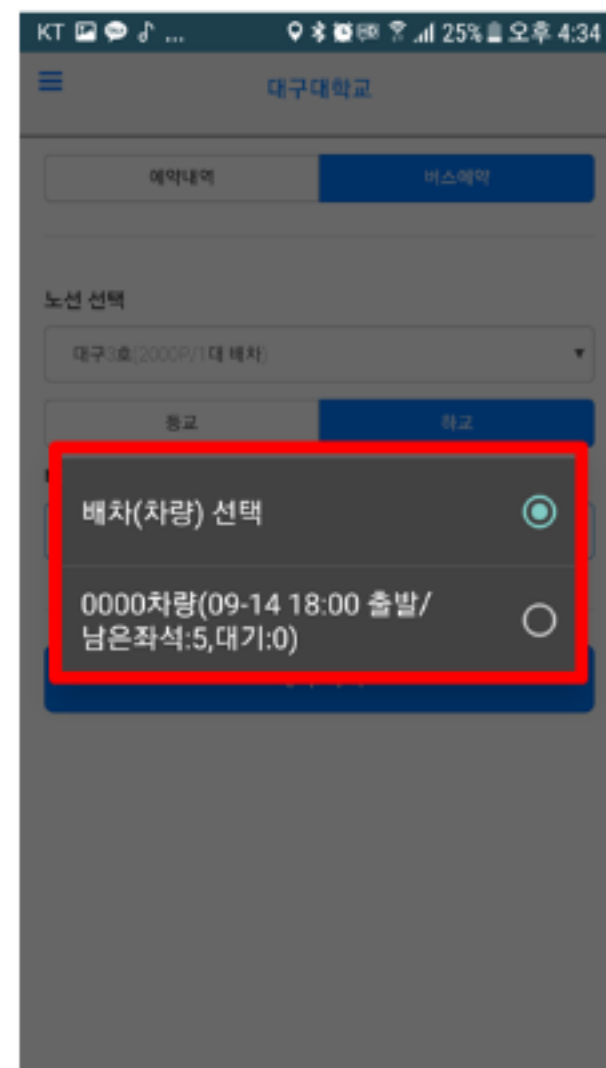 KT ... 25% 오후 4:34
대구대학교
예약내역 버스예약
노선 선택
대구3호(2000P/1대 배차)
등교 하교
배차(차량) 선택
0000차량(09-14 18:00 출발/
남은좌석:5,대기:0)